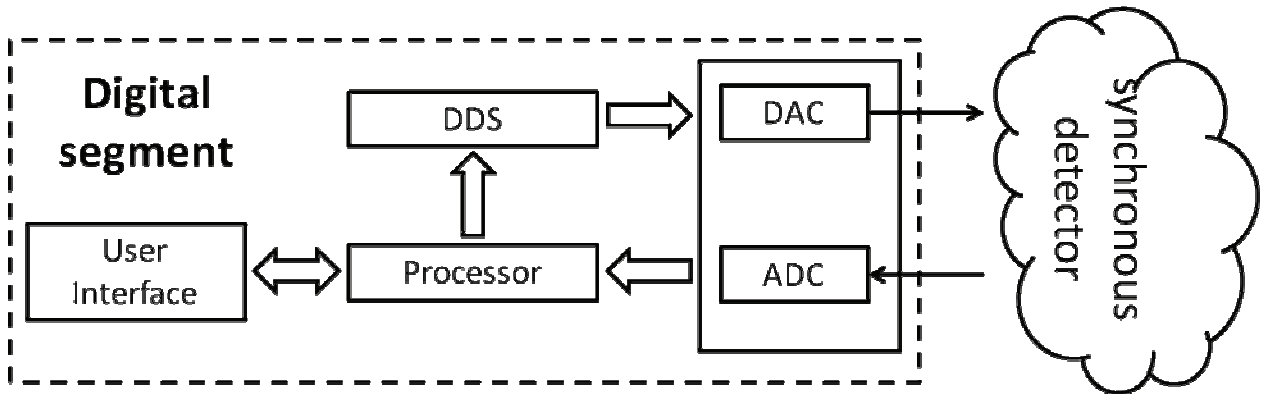 Digital
segment
DDS
DAC
User
Interface
Processor
ADC
synchronous
detector